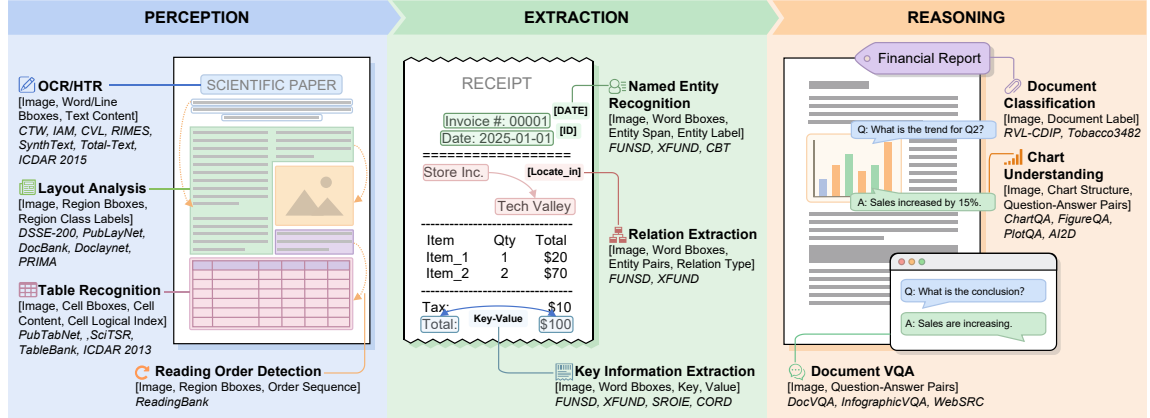 PERCEPTION
OCR/HTR
[Image, Word/Line
Bboxes, Text Content]
CTW, IAM, CVL, RIMES,
SynthText, Total-Text,
ICDAR 2015
Layout Analysis
[Image, Region Bboxes,
Region Class Labels]
DSSE-200, PubLayNet,
DocBank, Doclaynet,
PRIMA
Table Recognition
[Image, Cell Bboxes, Cell
Content, Cell Logical Index]
PubTabNet, ,SciTSR,
TableBank, ICDAR 2013
SCIENTIFIC PAPER
Reading Order Detection
[Image, Region Bboxes, Order Sequence]
ReadingBank
EXTRACTION
RECEIPT
[DATE]
Invoice #: 00001
[ID]
Date: 2025-01-01
================
Store Inc.
[Locate_in]
Tech Valley
-----------------------
Item Qty Total
Item_1 1 $20
Item_2 2 $70
-----------------------
Tax: $10
Total: Key-Value $100
Named Entity
Recognition
[Image, Word Bboxes,
Entity Span, Entity Label]
FUNSD, XFUND, CBT
Relation Extraction
[Image, Word Bboxes,
Entity Pairs, Relation Type]
FUNSD, XFUND
Key Information Extraction
[Image, Word Bboxes, Key, Value]
FUNSD, XFUND, SROIE, CORD
REASONING
Financial Report
Q: What is the trend for Q2?
A: Sales increased by 15%.
Q: What is the conclusion?
A: Sales are increasing.
Document
Classification
[Image, Document Label]
RVL-CDIP, Tobacco3482
Chart
Understanding
[Image, Chart Structure,
Question-Answer Pairs]
ChartQA, FigureQA,
PlotQA, AI2D
Document VQA
[Image, Question-Answer Pairs]
DocVQA, InfographicVQA, WebSRC